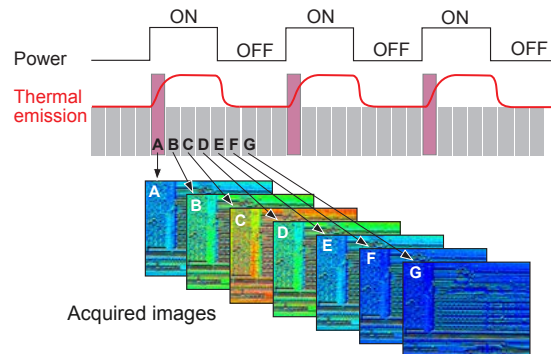 ON ON ON
OFF OFF OFF
Power
Thermal
emission
A B C D E F G
A
B
C
D
E
F
G
Acquired images